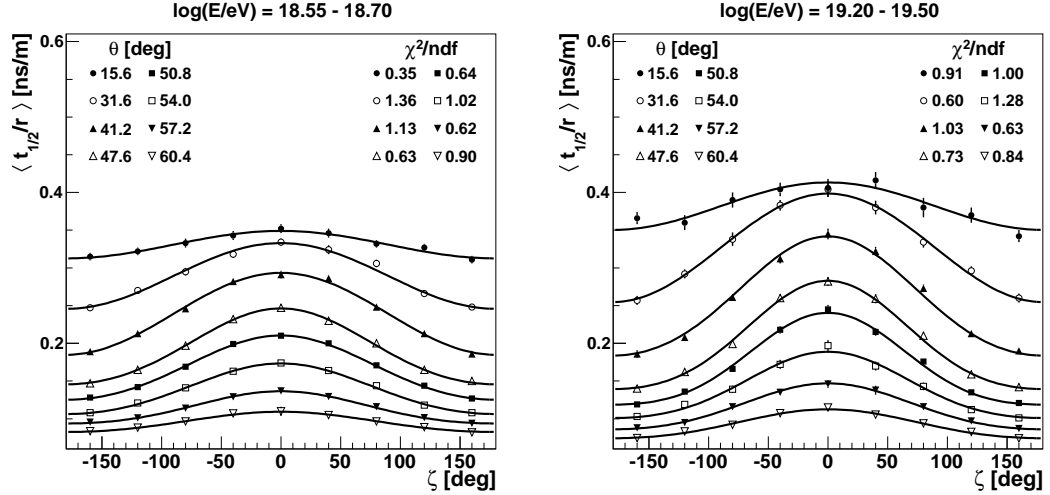 log(E/eV) = 18.55 - 18.70
⟨ t1/2/r ⟩ [ns/m]
0.6
0.4
0.2
θ [deg]
χ²/ndf
15.6 50.8 0.35 0.64
31.6 54.0 1.36 1.02
41.2 57.2 1.13 0.62
47.6 60.4 0.63 0.90
-150 -100 -50 0 50 100 150
ζ [deg]
log(E/eV) = 19.20 - 19.50
⟨ t1/2/r ⟩ [ns/m]
0.6
0.4
0.2
θ [deg]
χ²/ndf
15.6 50.8 0.91 1.00
31.6 54.0 0.60 1.28
41.2 57.2 1.03 0.63
47.6 60.4 0.73 0.84
-150 -100 -50 0 50 100 150
ζ [deg]